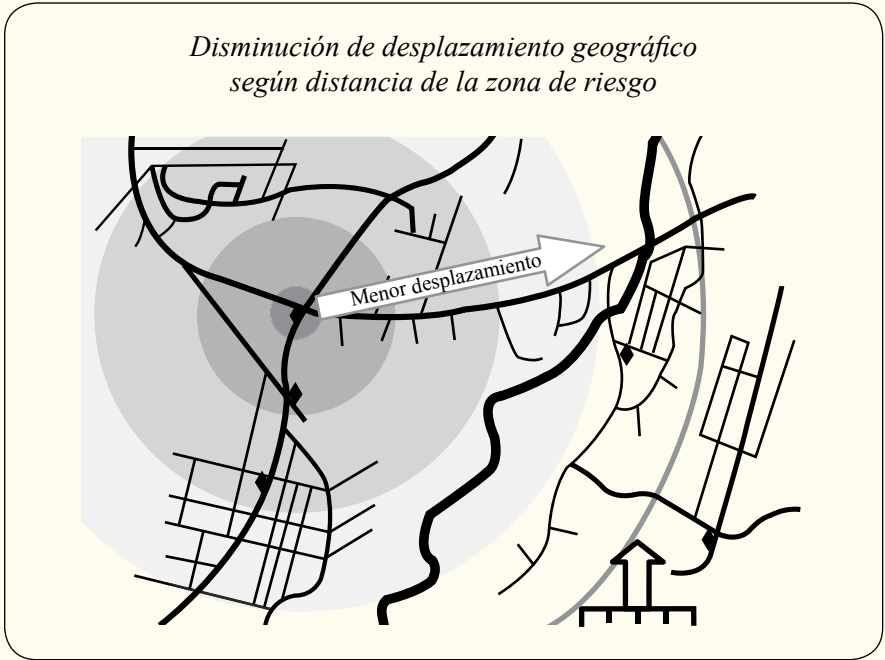 Disminución de desplazamiento geográfico
según distancia de la zona de riesgo
Menor desplazamiento